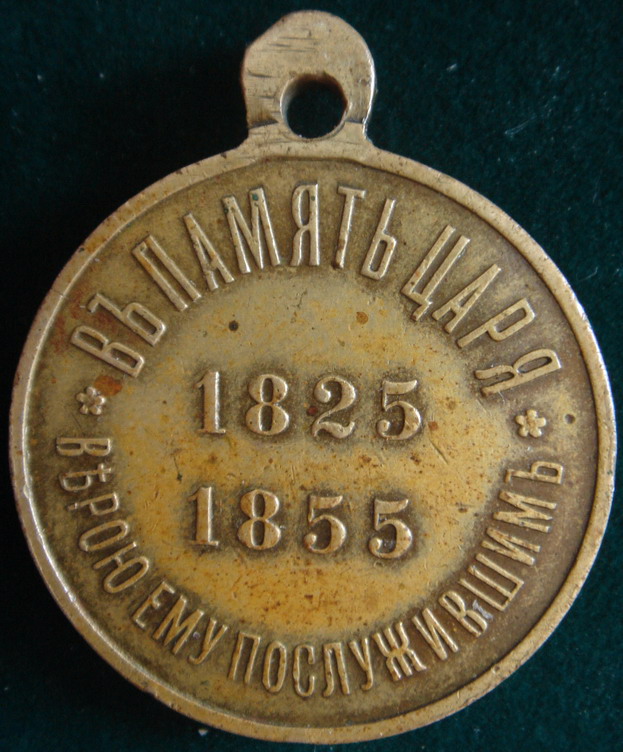 ВЪ ПАМЯТЬ ЦАРЯ
1825
1855
ВѢРОЮ ЕМУ ПОСЛУЖИВШИМЪ